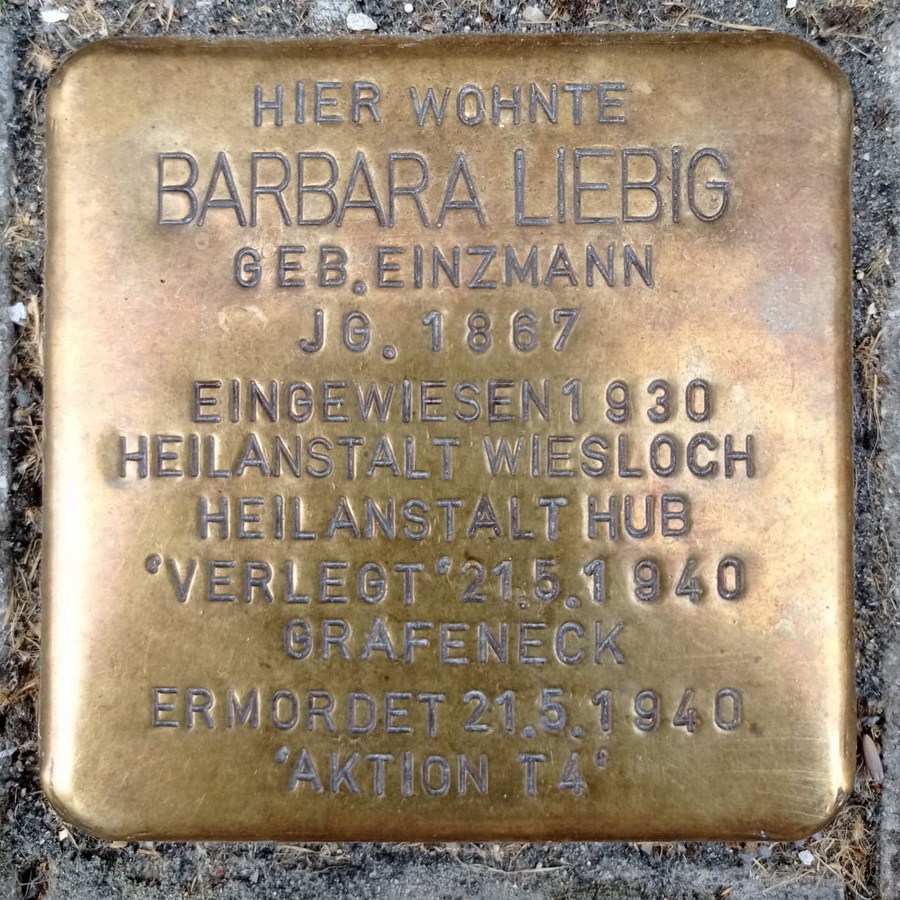 HIER WOHNTE
BARBARA LIEBIG
GEB. EINZMANN
JG. 1867
EINGEWIESEN 1930
HEILANSTALT WIESLOCH
HEILANSTALT HUB
'VERLEGT' 21.5.1940
GRAFENECK
ERMORDET 21.5.1940
'AKTION T4'